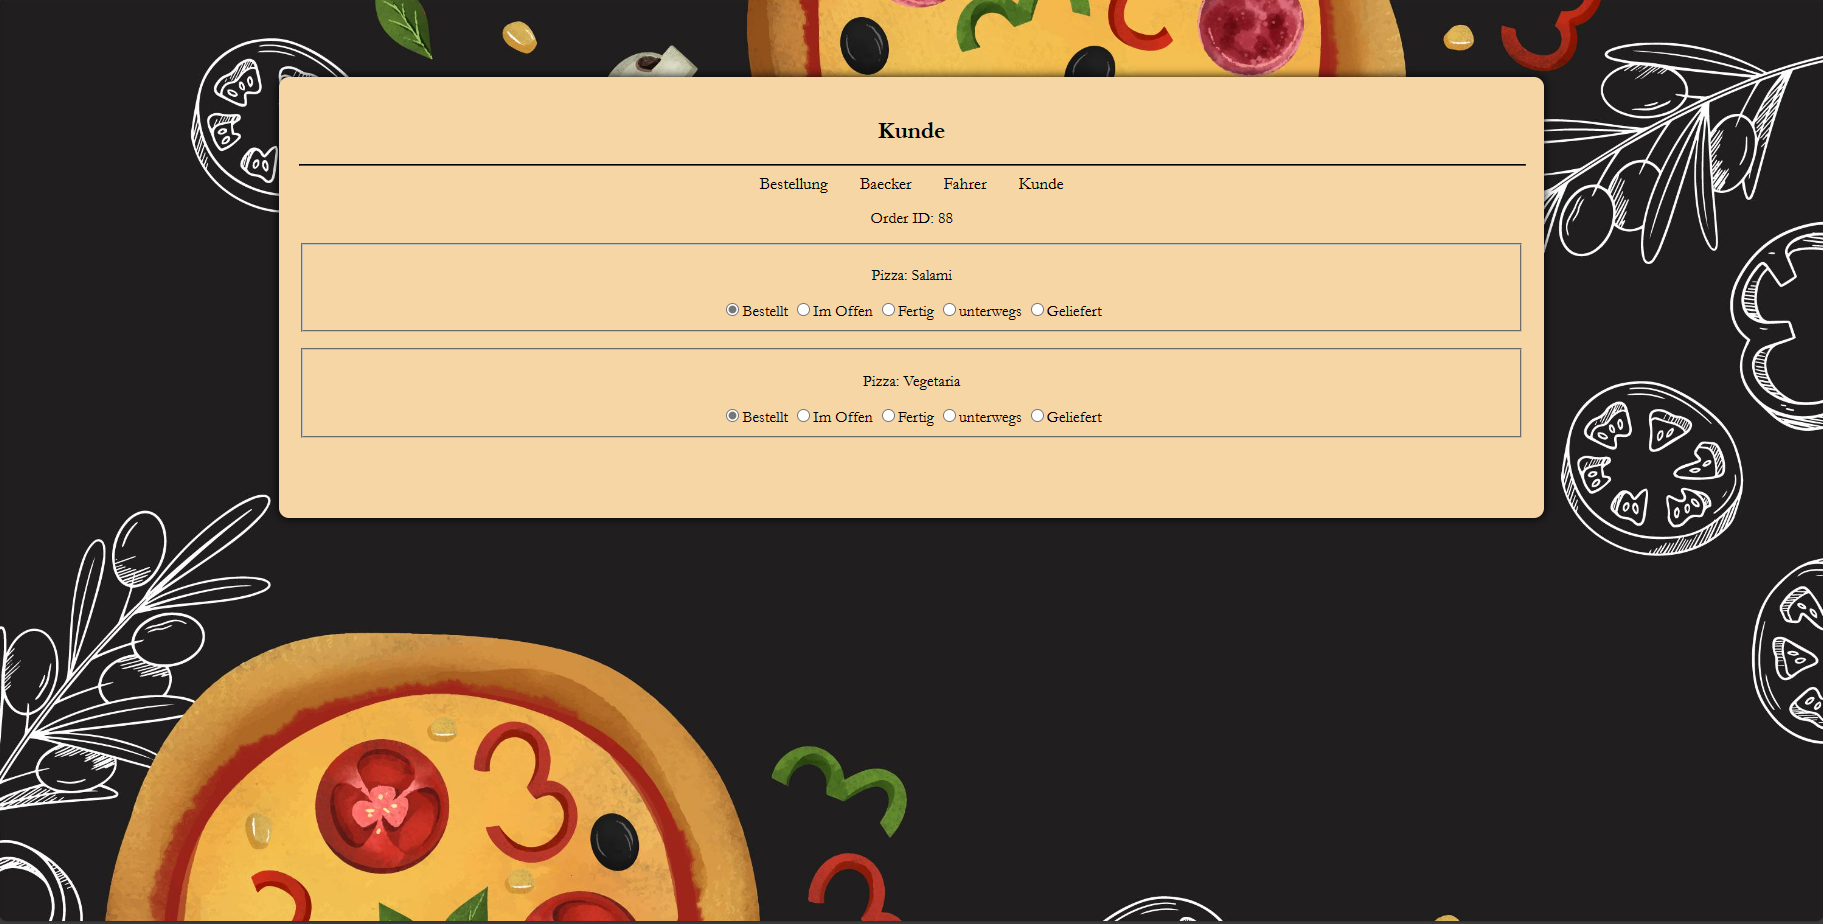 Kunde
Bestellung Baecker Fahrer Kunde
Order ID: 88
Pizza: Salami
Bestellt Im Offen Fertig unterwegs Geliefert
Pizza: Vegetaria
Bestellt Im Offen Fertig unterwegs Geliefert